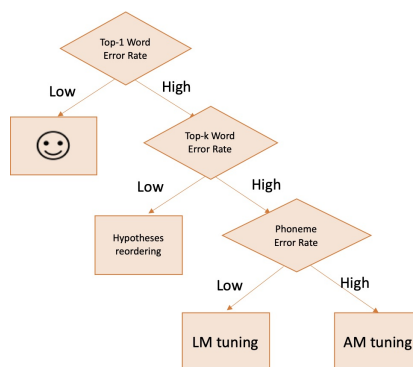 Top-1 Word
Error Rate
Low
High
Top-k Word
Error Rate
Low
High
Hypotheses
reordering
Phoneme
Error Rate
Low
High
LM tuning
AM tuning